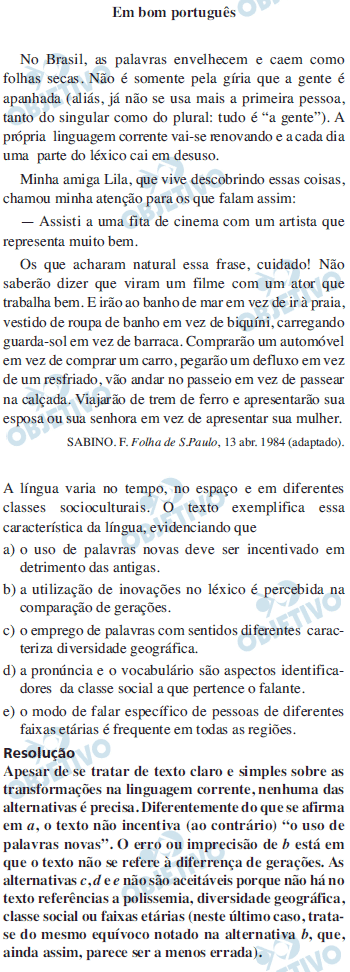 Em bom português
No Brasil, as palavras envelhecem e caem como
folhas secas. Não é somente pela gíria que a gente é
apanhada (aliás, já não se usa mais a primeira pessoa,
tanto do singular como do plural: tudo é “a gente”). A
própria linguagem corrente vai-se renovando e a cada dia
uma parte do léxico cai em desuso.
Minha amiga Lila, que vive descobrindo essas coisas,
chamou minha atenção para os que falam assim:
— Assisti a uma fita de cinema com um artista que
representa muito bem.
Os que acharam natural essa frase, cuidado! Não
saberão dizer que viram um filme com um ator que
trabalha bem. E irão ao banho de mar em vez de ir à praia,
vestido de roupa de banho em vez de biquíni, carregando
guarda-sol em vez de barraca. Comprarão um automóvel
em vez de comprar um carro, pegarão um defluxo em vez
de um resfriado, vão andar no passeio em vez de passear
na calçada. Viajarão de trem de ferro e apresentarão sua
esposa ou sua senhora em vez de apresentar sua mulher.
SABINO. F. Folha de S.Paulo, 13 abr. 1984 (adaptado).
A língua varia no tempo, no espaço e em diferentes
classes socioculturais. O texto exemplifica essa
característica da língua, evidenciando que
a) o uso de palavras novas deve ser incentivado em
detrimento das antigas.
b) a utilização de inovações no léxico é percebida na
comparação de gerações.
c) o emprego de palavras com sentidos diferentes carac-
teriza diversidade geográfica.
d) a pronúncia e o vocabulário são aspectos identifica-
dores da classe social a que pertence o falante.
e) o modo de falar específico de pessoas de diferentes
faixas etárias é frequente em todas as regiões.
Resolução
Apesar de se tratar de texto claro e simples sobre as
transformações na linguagem corrente, nenhuma das
alternativas é precisa. Diferentemente do que se afirma
em a, o texto não incentiva (ao contrário) “o uso de
palavras novas”. O erro ou imprecisão de b está em
que o texto não se refere à diferrença de gerações. As
alternativas c, d e e não são aceitáveis porque não há no
texto referências a polissemia, diversidade geográfica,
classe social ou faixas etárias (neste último caso, trata-
se do mesmo equívoco notado na alternativa b, que,
ainda assim, parece ser a menos errada).
OBJETIVO
OBJETIVO
OBJETIVO
OBJETIVO
OBJETIVO
OBJETIVO
OBJETIVO
OBJETIVO
OBJETIVO
OBJETIVO